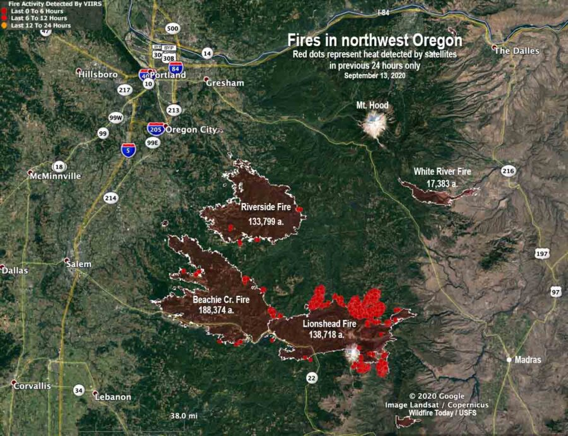 Fire Activity Detected By VIIRS
Last 0 To 6 Hours
Last 6 To 12 Hours
Last 12 To 24 Hours
Fires in northwest Oregon
Red dots represent heat detected by satellites
in previous 24 hours only
September 13, 2020
I-84
500
14
The Dalles
Hillsboro
Portland
84
Gresham
10
217
213
Mt. Hood
99W
99
205
Oregon City
99E
5
18
McMinnville
214
White River Fire
17,383 a.
216
Riverside Fire
133,799 a.
197
Salem
Dallas
97
Beachie Cr. Fire
188,374 a.
Lionshead Fire
138,718 a.
Madras
22
Corvallis
34
Lebanon
38.0 mi
© 2020 Google
Image Landsat / Copernicus
Wildfire Today / USFS